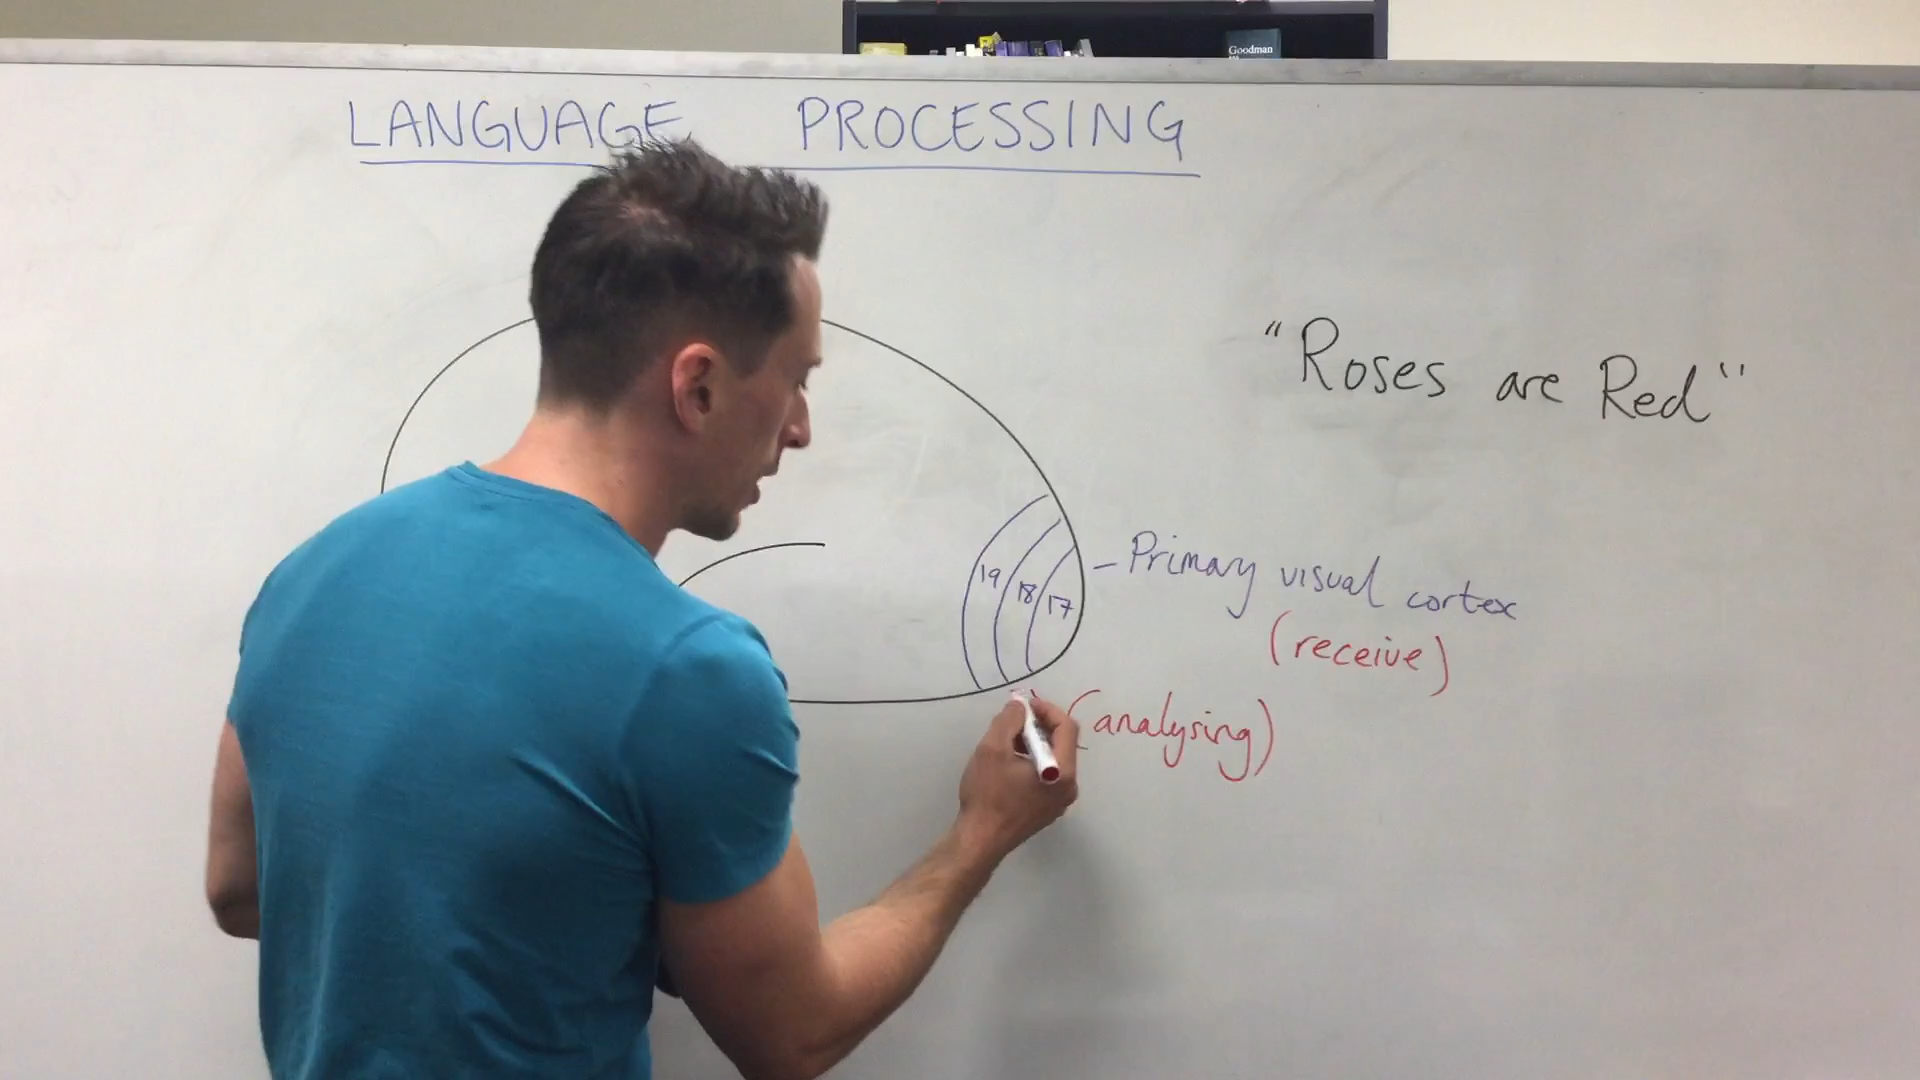 Goodman
LANGUAGE PROCESSING
"Roses are Red"
19 18 17
- Primary visual cortex
(receive)
(analysing)